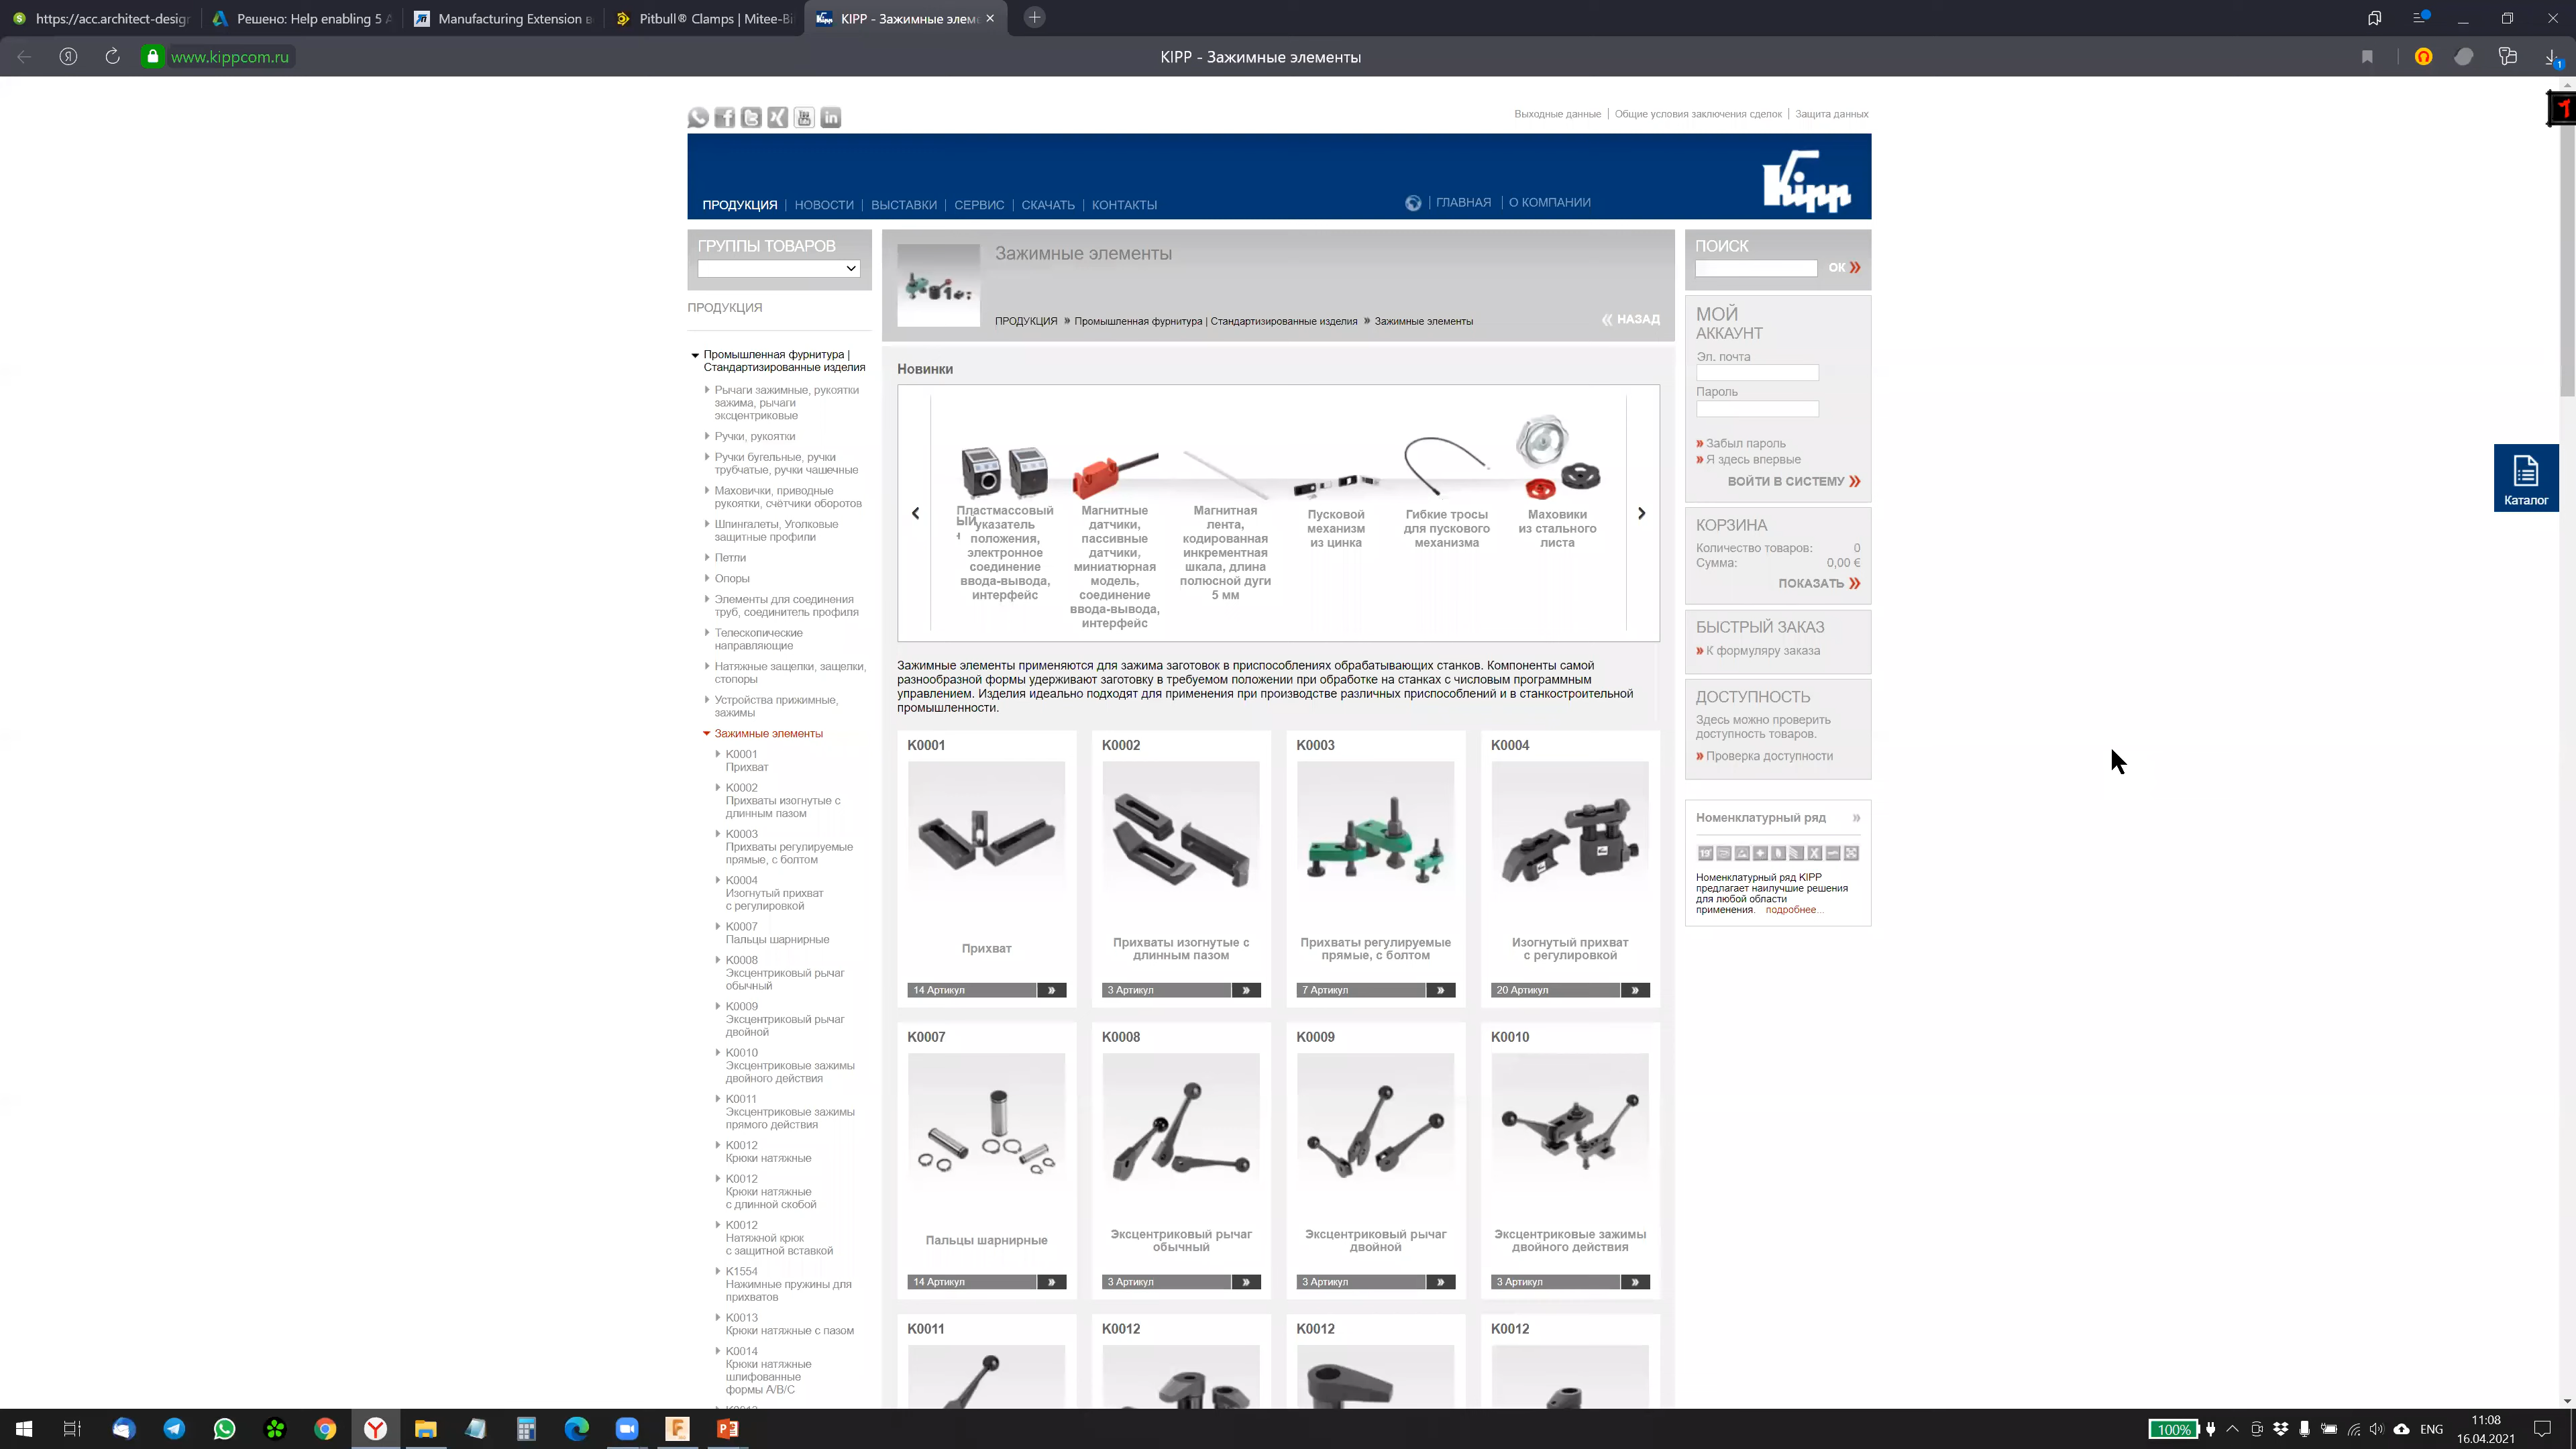 https://acc.architect-design
Решено: Help enabling 5 A
Manufacturing Extension в
Pitbull® Clamps | Mitee-Bi
KIPP - Зажимные элеме
www.kippcom.ru
KIPP - Зажимные элементы
Выходные данные | Общие условия заключения сделок | Защита данных
Kipp
ПРОДУКЦИЯ | НОВОСТИ | ВЫСТАВКИ | СЕРВИС | СКАЧАТЬ | КОНТАКТЫ
| ГЛАВНАЯ | О КОМПАНИИ
ГРУППЫ ТОВАРОВ
ПРОДУКЦИЯ
Промышленная фурнитура |
Стандартизированные изделия
Рычаги зажимные, рукоятки
зажима, рычаги
эксцентриковые
Ручки, рукоятки
Ручки бугельные, ручки
трубчатые, ручки чашечные
Маховички, приводные
рукоятки, счётчики оборотов
Шпингалеты, Уголковые
защитные профили
Петли
Опоры
Элементы для соединения
труб, соединитель профиля
Телескопические
направляющие
Натяжные защелки, защелки,
стопоры
Устройства прижимные,
зажимы
Зажимные элементы
K0001
Прихват
K0002
Прихваты изогнутые с
длинным пазом
K0003
Прихваты регулируемые
прямые, с болтом
K0004
Изогнутый прихват
с регулировкой
K0007
Пальцы шарнирные
K0008
Эксцентриковый рычаг
обычный
K0009
Эксцентриковый рычаг
двойной
K0010
Эксцентриковые зажимы
двойного действия
K0011
Эксцентриковые зажимы
прямого действия
K0012
Крюки натяжные
K0012
Крюки натяжные
с длинной скобой
K0012
Натяжной крюк
с защитной вставкой
K1554
Нажимные пружины для
прихватов
K0013
Крюки натяжные с пазом
K0014
Крюки натяжные
шлифованные
формы A/B/C
Зажимные элементы
ПРОДУКЦИЯ » Промышленная фурнитура | Стандартизированные изделия » Зажимные элементы
« НАЗАД
Новинки
Пластмассовый
указатель
положения,
электронное
соединение
ввода-вывода,
интерфейс
Магнитные
датчики,
пассивные
датчики,
миниатюрная
модель,
соединение
ввода-вывода,
интерфейс
Магнитная
лента,
кодированная
инкрементная
шкала, длина
полюсной дуги
5 мм
Пусковой
механизм
из цинка
Гибкие тросы
для пускового
механизма
Маховики
из стального
листа
Зажимные элементы применяются для зажима заготовок в приспособлениях обрабатывающих станков. Компоненты самой
разнообразной формы удерживают заготовку в требуемом положении при обработке на станках с числовым программным
управлением. Изделия идеально подходят для применения при производстве различных приспособлений и в станкостроительной
промышленности.
K0001
Прихват
14 Артикул »
K0002
Прихваты изогнутые с
длинным пазом
3 Артикул »
K0003
Прихваты регулируемые
прямые, с болтом
7 Артикул »
K0004
Изогнутый прихват
с регулировкой
20 Артикул »
K0007
Пальцы шарнирные
14 Артикул »
K0008
Эксцентриковый рычаг
обычный
3 Артикул »
K0009
Эксцентриковый рычаг
двойной
3 Артикул »
K0010
Эксцентриковые зажимы
двойного действия
3 Артикул »
K0011
K0012
K0012
K0012
ПОИСК
ОК »
МОЙ
АККАУНТ
Эл. почта
Пароль
» Забыл пароль
» Я здесь впервые
ВОЙТИ В СИСТЕМУ »
КОРЗИНА
Количество товаров: 0
Сумма: 0,00 €
ПОКАЗАТЬ »
БЫСТРЫЙ ЗАКАЗ
» К формуляру заказа
ДОСТУПНОСТЬ
Здесь можно проверить
доступность товаров.
» Проверка доступности
Номенклатурный ряд »
Номенклатурный ряд KIPP
предлагает наилучшие решения
для любой области
применения. подробнее...
Каталог
100%
ENG
11:08
16.04.2021